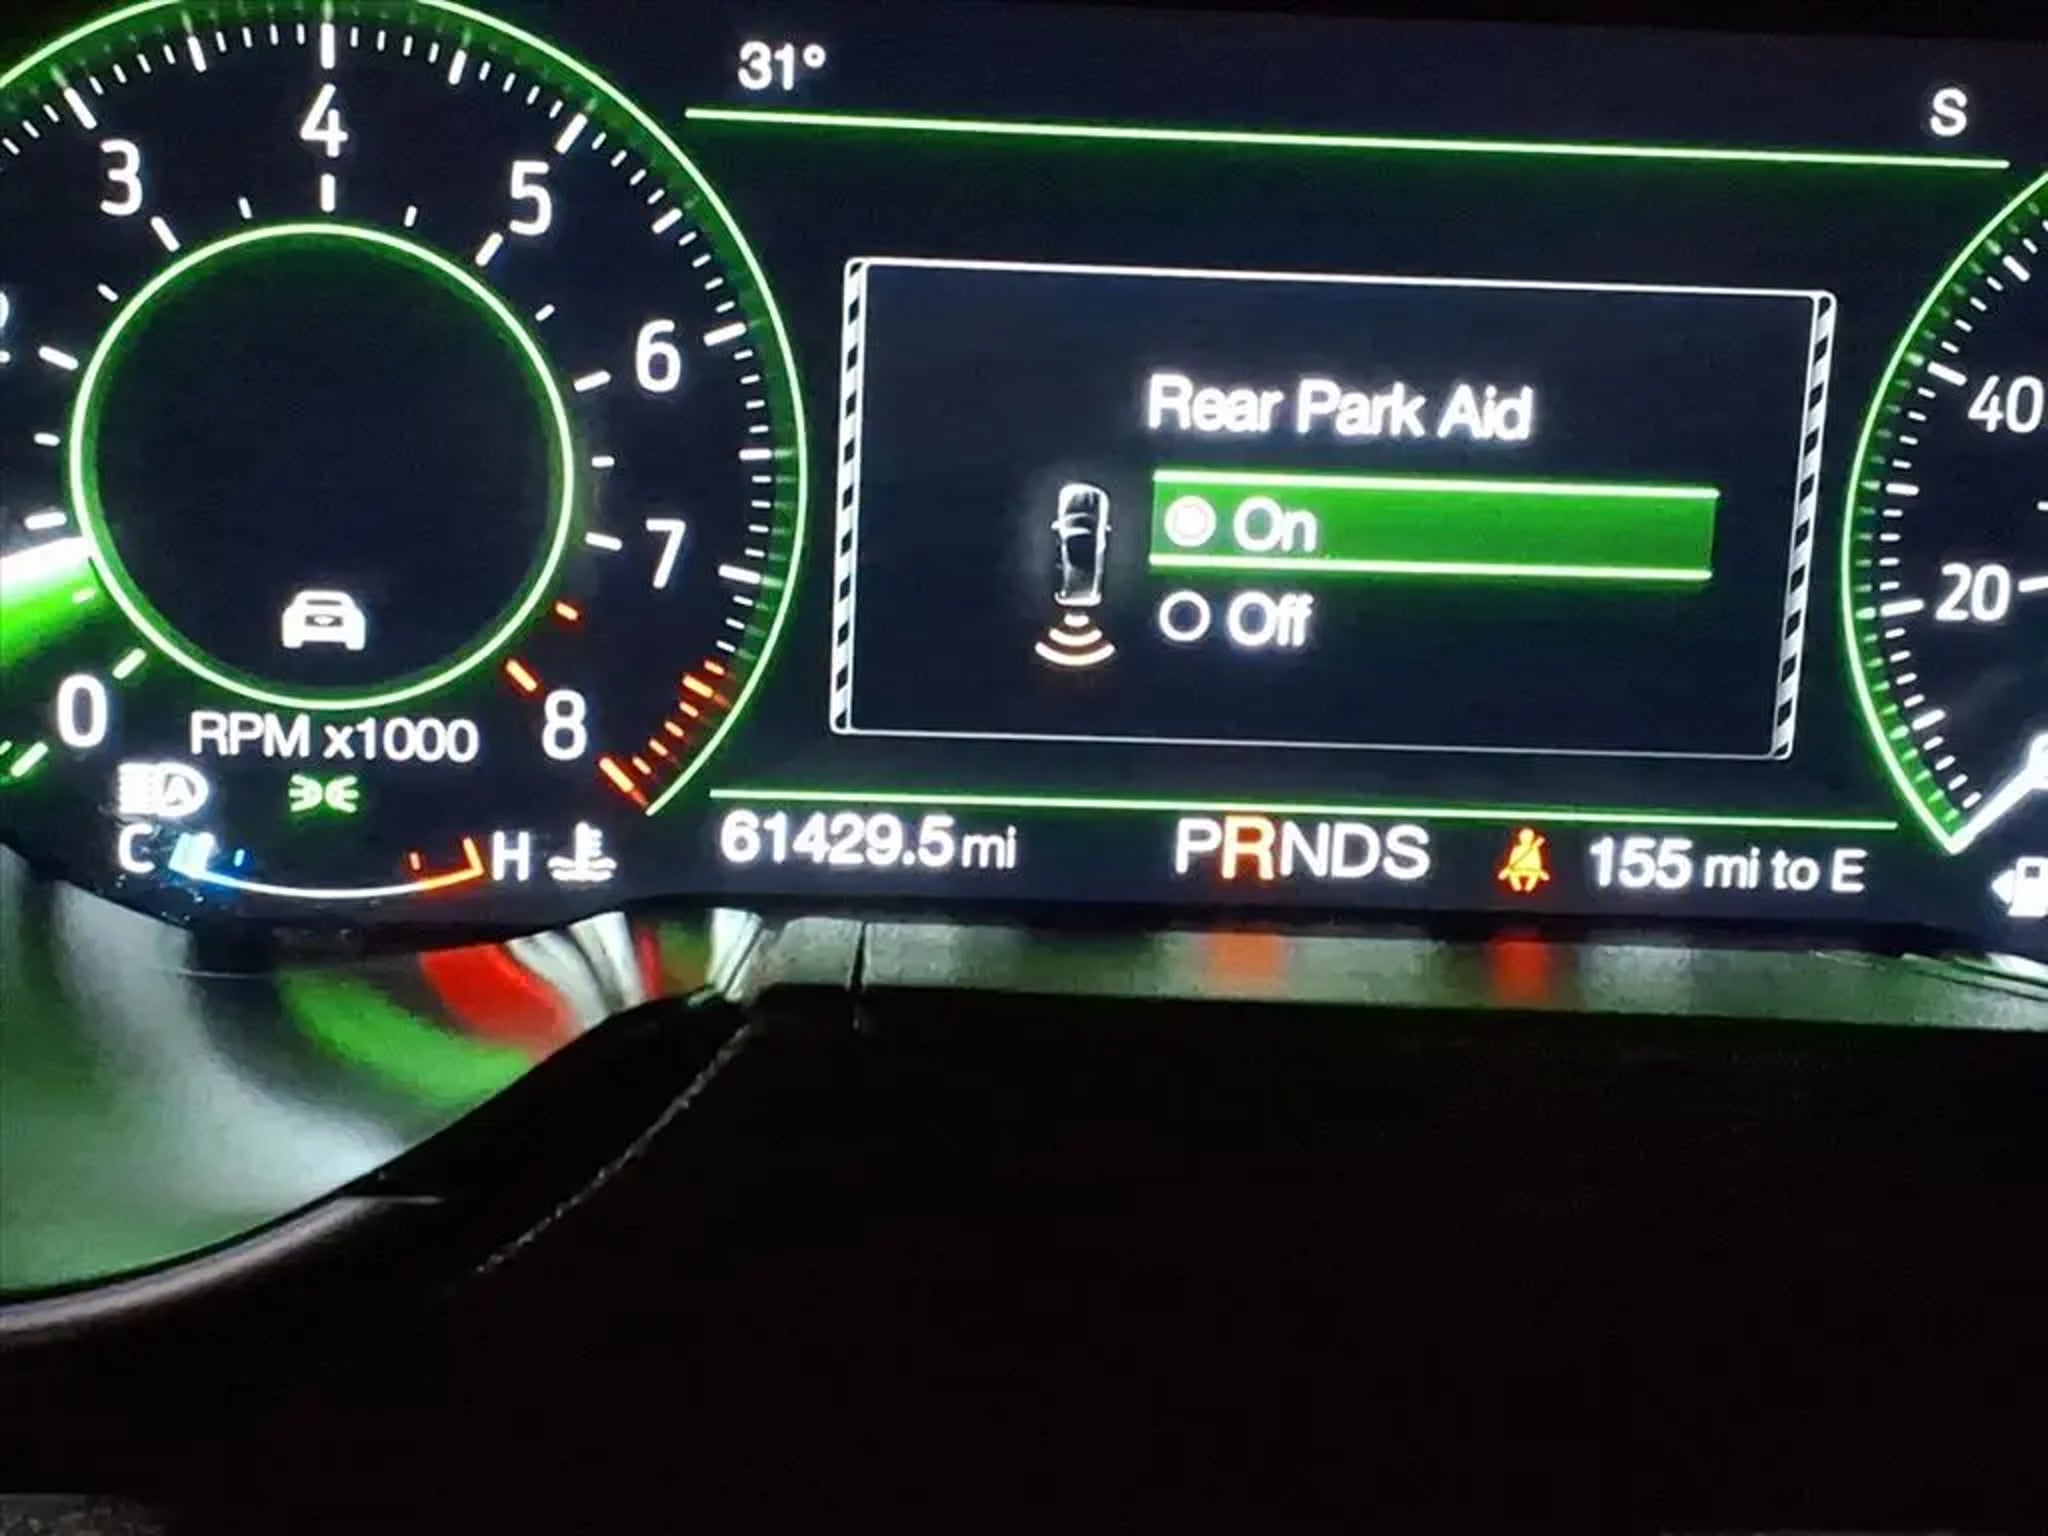 31°
S
3
4
5
6
7
8
0
RPM x1000
C
H
Rear Park Aid
On
Off
40
20
61429.5 mi
PRNDS
155 mi to E